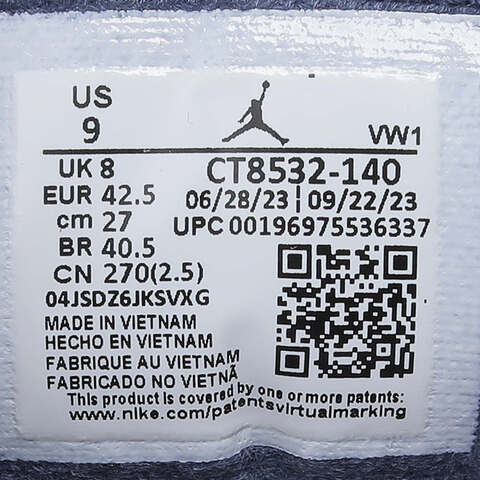 US
9
VW1
UK 8
CT8532-140
EUR 42.5
06/28/23 | 09/22/23
cm 27
UPC 00196975536337
BR 40.5
CN 270(2.5)
04JSDZ6JKSVXG
MADE IN VIETNAM
HECHO EN VIETNAM
FABRIQUE AU VIETNAM
FABRICADO NO VIETNÃ
This product is covered by one or more patents:
www.nike.com/patentsvirtualmarking